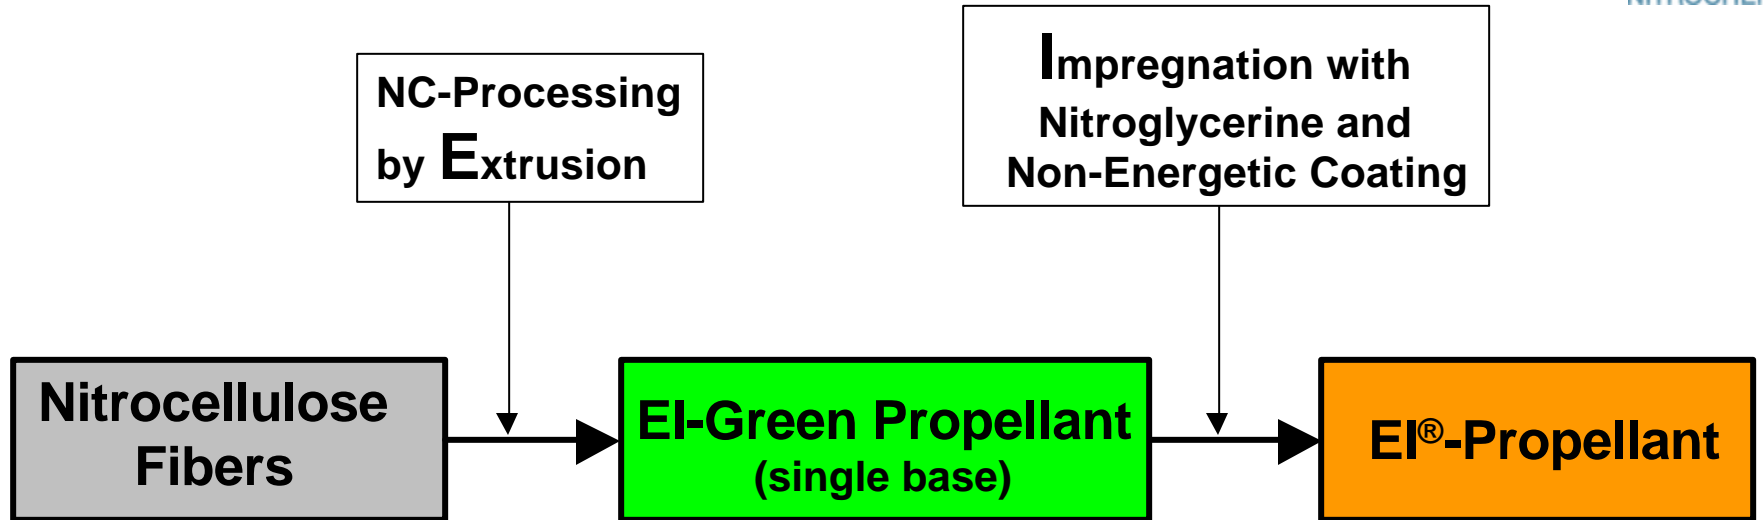 NC-Processing
by Extrusion
Impregnation with
Nitroglycerine and
Non-Energetic Coating
Nitrocellulose
Fibers
EI-Green Propellant
(single base)
EI®-Propellant